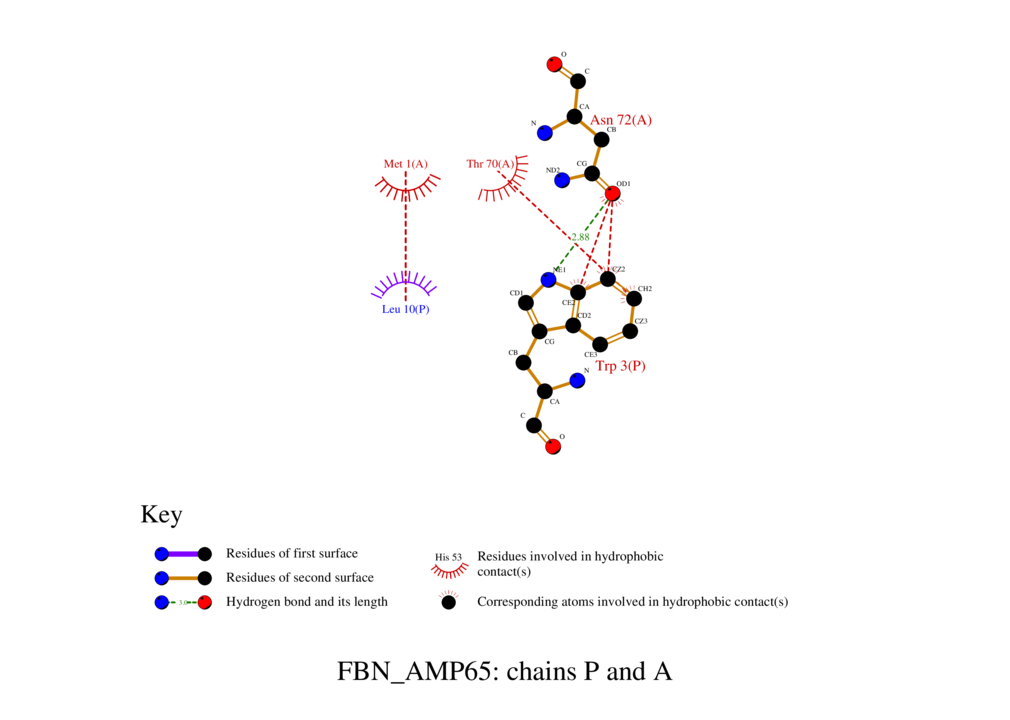 O
C
CA
N
Asn 72(A)
CB
Met 1(A)
Thr 70(A)
CG
ND2
OD1
2.88
NE1
CZ2
CD1
CE2
CH2
CD2
CZ3
CG
CB
CE3
Leu 10(P)
Trp 3(P)
N
CA
C
O
Key
Residues of first surface
Residues of second surface
3.0
Hydrogen bond and its length
His 53
Residues involved in hydrophobic
contact(s)
Corresponding atoms involved in hydrophobic contact(s)
FBN_AMP65: chains P and A